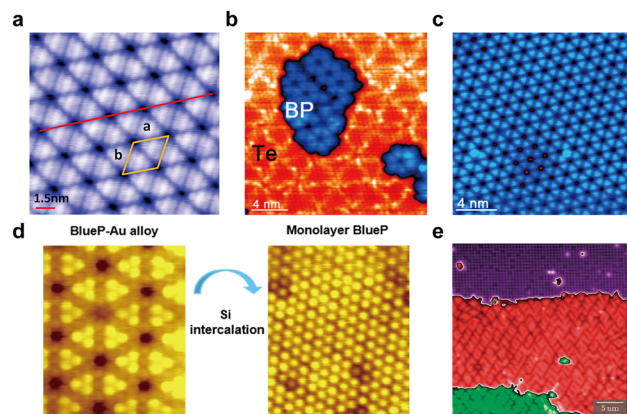 a
b
c
a
b
1.5nm
BP
Te
4 nm
4 nm
d
BlueP-Au alloy
Monolayer BlueP
Si
intercalation
e
5 nm